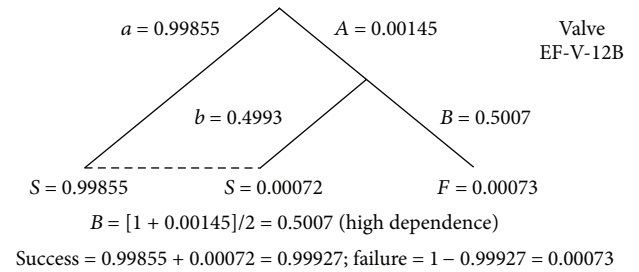 a = 0.99855
A = 0.00145
Valve
EF-V-12B
b = 0.4993
B = 0.5007
S = 0.99855
S = 0.00072
F = 0.00073
B = [1 + 0.00145]/2 = 0.5007 (high dependence)
Success = 0.99855 + 0.00072 = 0.99927; failure = 1 − 0.99927 = 0.00073